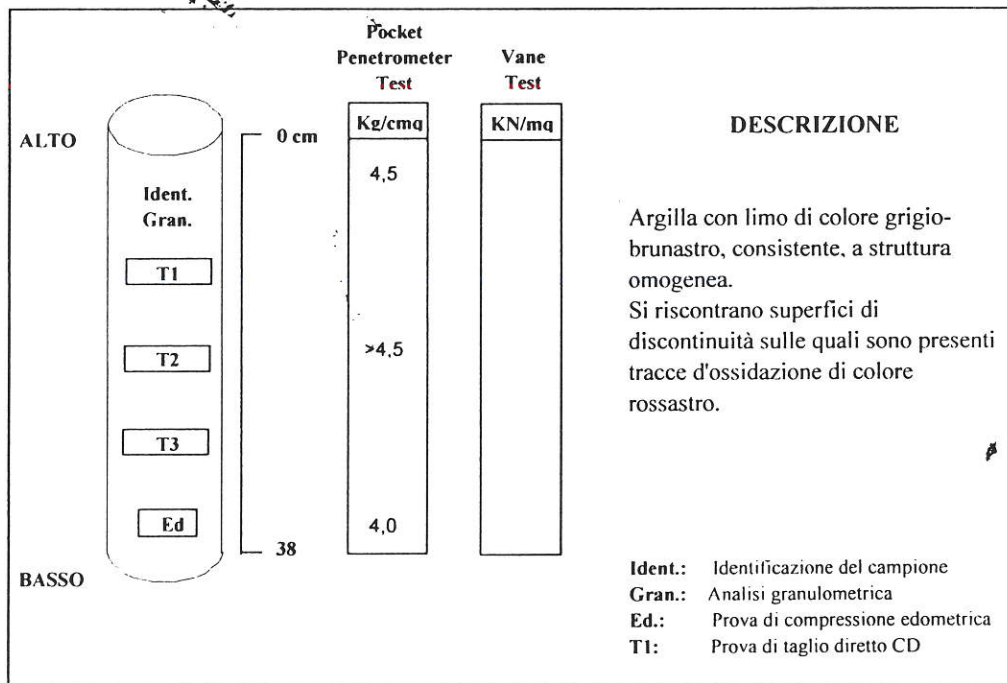 Pocket
Penetrometer
Test
Vane
Test
ALTO
0 cm
Kg/cmq
KN/mq
DESCRIZIONE
Ident.
Gran.
T1
T2
T3
Ed
4,5
>4,5
4,0
38
BASSO
Argilla con limo di colore grigio-
brunastro, consistente, a struttura
omogenea.
Si riscontrano superfici di
discontinuità sulle quali sono presenti
tracce d'ossidazione di colore
rossastro.
Ident.: Identificazione del campione
Gran.: Analisi granulometrica
Ed.: Prova di compressione edometrica
T1: Prova di taglio diretto CD